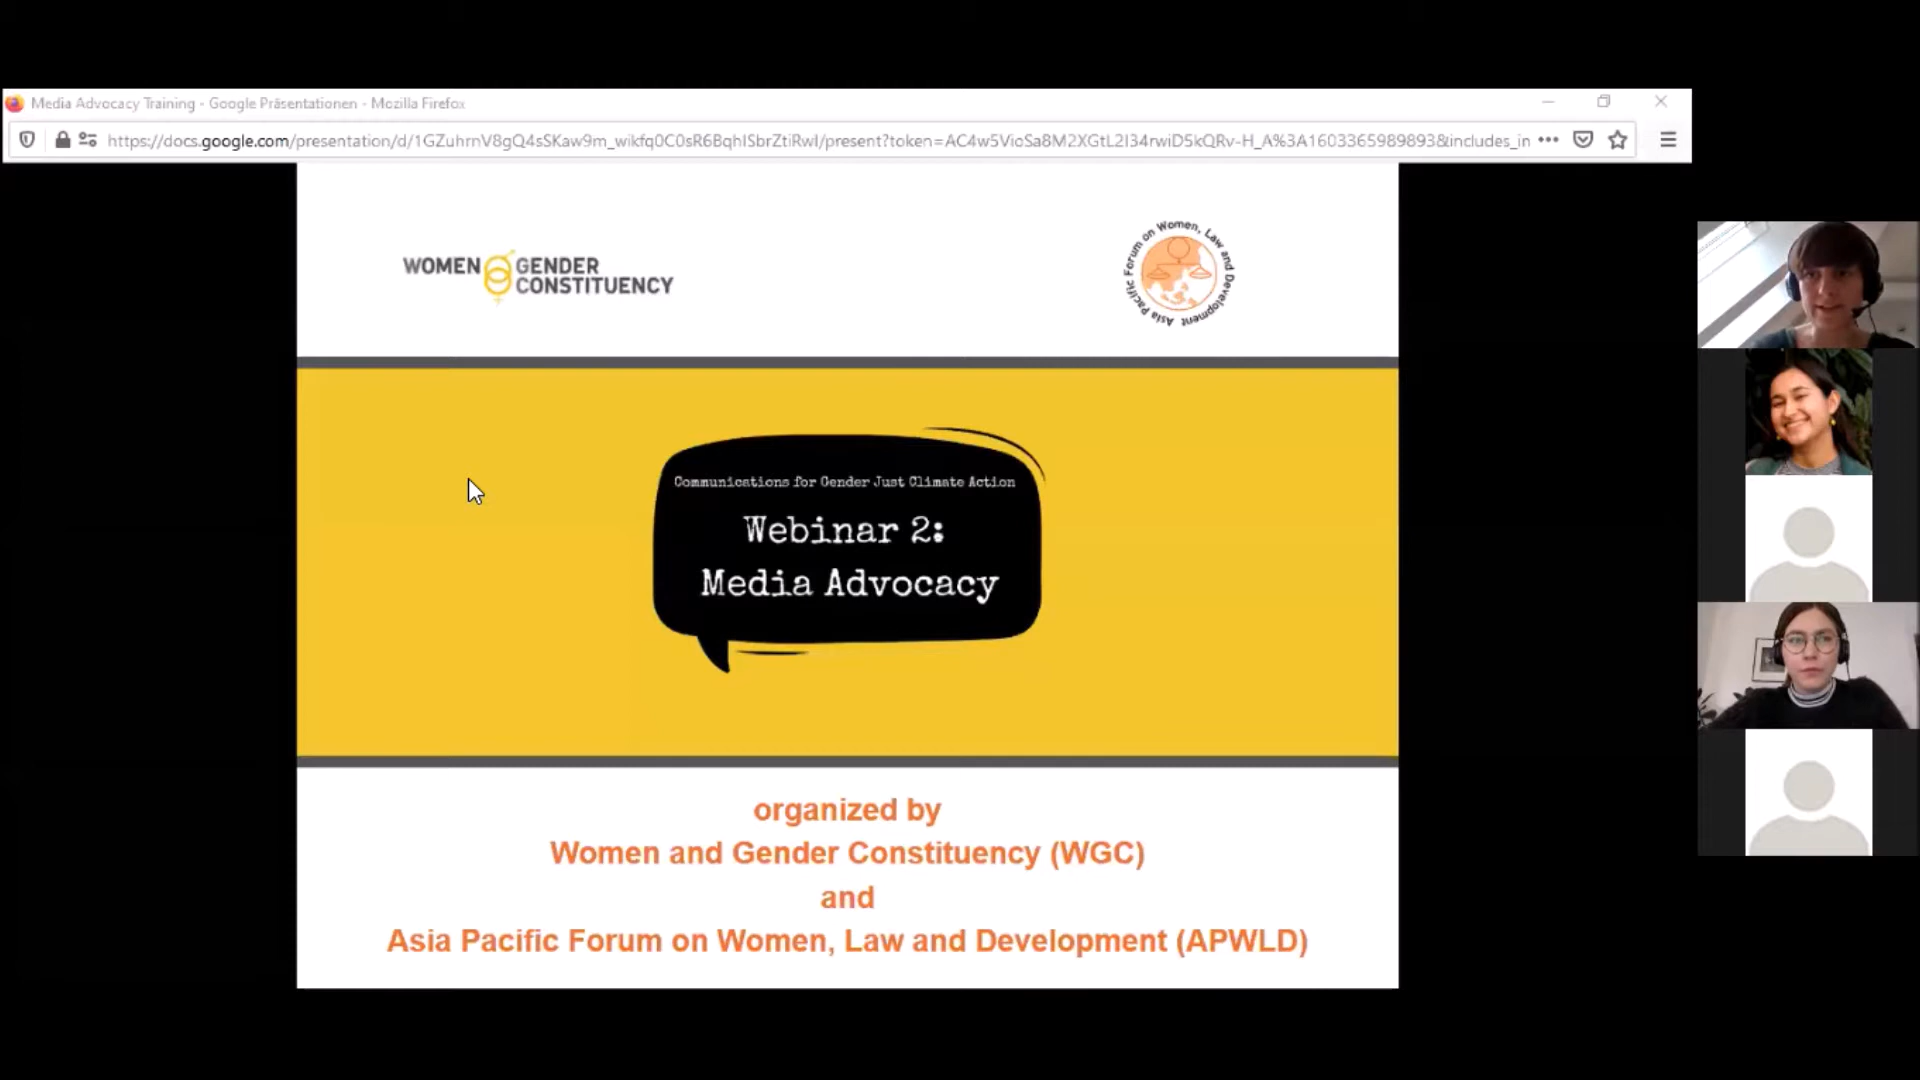 Media Advocacy Training - Google Präsentationen - Mozilla Firefox
https://docs.google.com/presentation/d/1GZuhrnV8gQ4sSKaw9m_wikfq0C0sR6BqhISbrZtiRwI/present?token=AC4w5VioSa8M2XGtL2I34rwiD5kQRv-H_A%3A1603365989893&includes_in
WOMEN GENDER
CONSTITUENCY
Asia Pacific Forum on Women, Law and Development
Communications for Gender Just Climate Action
Webinar 2:
Media Advocacy
organized by
Women and Gender Constituency (WGC)
and
Asia Pacific Forum on Women, Law and Development (APWLD)